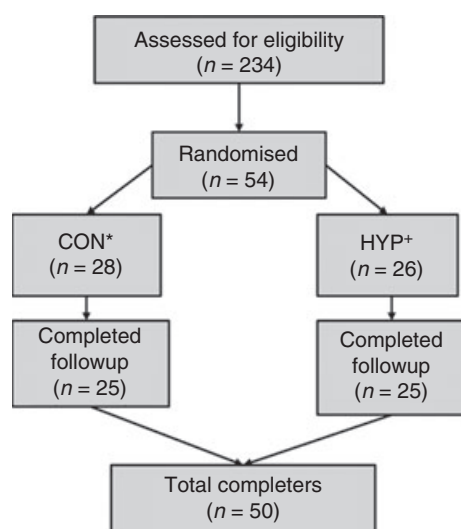 Assessed for eligibility
(n = 234)
Randomised
(n = 54)
CON*
(n = 28)
HYP+
(n = 26)
Completed
followup
(n = 25)
Completed
followup
(n = 25)
Total completers
(n = 50)